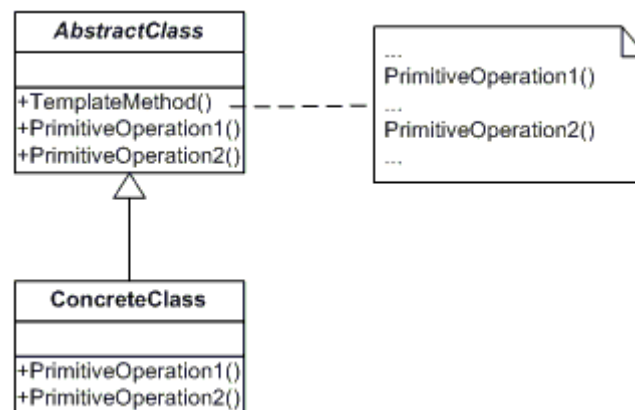 AbstractClass
+TemplateMethod()
+PrimitiveOperation1()
+PrimitiveOperation2()
...
PrimitiveOperation1()
...
PrimitiveOperation2()
...
ConcreteClass
+PrimitiveOperation1()
+PrimitiveOperation2()